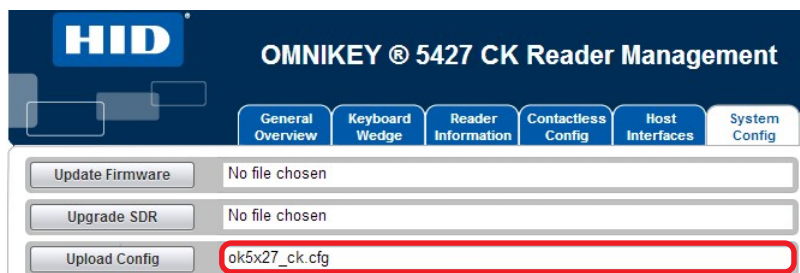 HID
OMNIKEY ® 5427 CK Reader Management
General Overview
Keyboard Wedge
Reader Information
Contactless Config
Host Interfaces
System Config
Update Firmware No file chosen
Upgrade SDR No file chosen
Upload Config ok5x27_ck.cfg